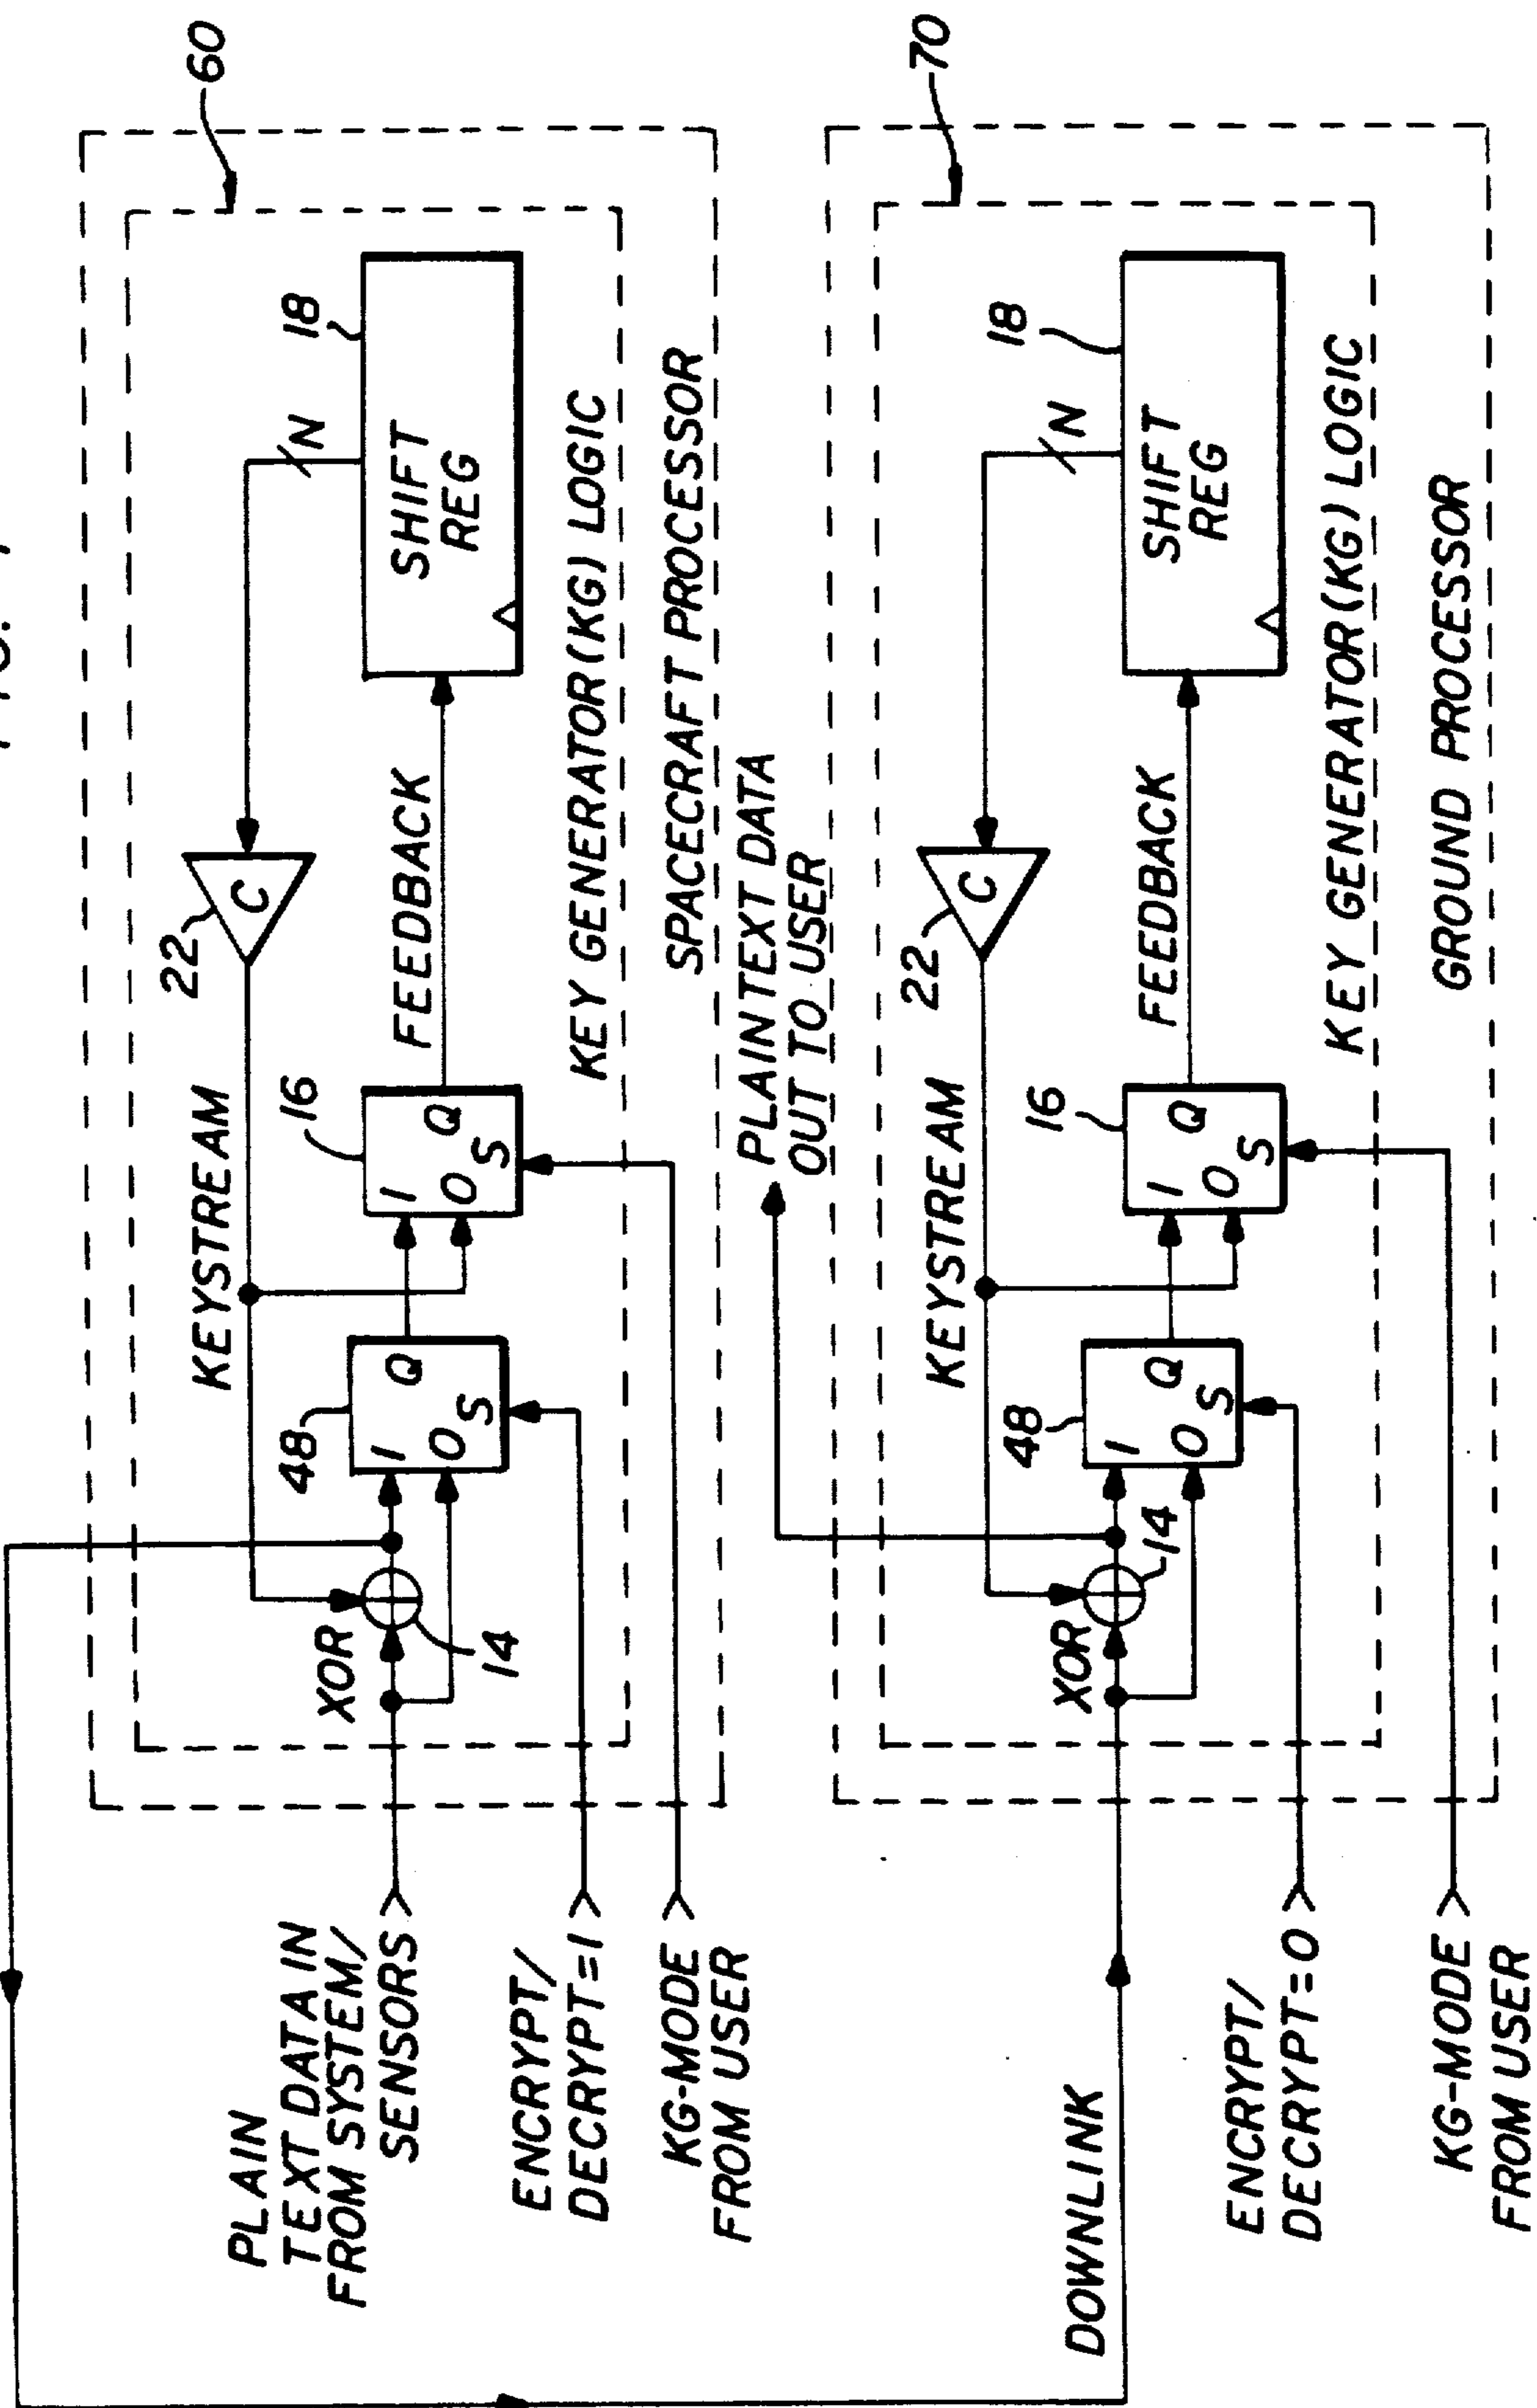 60
18
N
SHIFT
REG
22
C
KEYSTREAM
FEEDBACK
16
I
Q
O
S
48
I
Q
O
S
XOR
14
KEY GENERATOR(KG) LOGIC
SPACECRAFT PROCESSOR
PLAIN
TEXT DATA IN
FROM SYSTEM/
SENSORS
ENCRYPT/
DECRYPT=1
KG-MODE
FROM USER
PLAINTEXT DATA
OUT TO USER
70
18
N
SHIFT
REG
22
C
KEYSTREAM
FEEDBACK
16
I
Q
O
S
48
I
Q
O
S
XOR
14
KEY GENERATOR(KG) LOGIC
GROUND PROCESSOR
DOWNLINK
ENCRYPT/
DECRYPT=0
KG-MODE
FROM USER